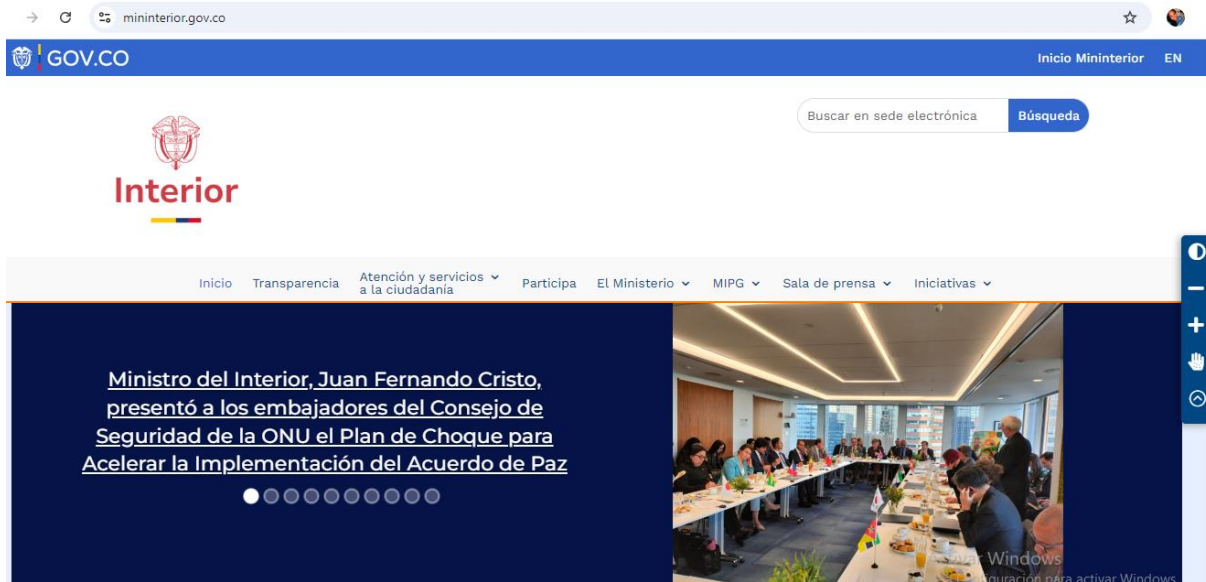 mininterior.gov.co
GOV.CO
Inicio Mininterior EN
Buscar en sede electrónica Búsqueda
Interior
Inicio Transparencia Atención y servicios Participa El Ministerio MIPG Sala de prensa Iniciativas
a la ciudadanía
Ministro del Interior, Juan Fernando Cristo,
presentó a los embajadores del Consejo de
Seguridad de la ONU el Plan de Choque para
Acelerar la Implementación del Acuerdo de Paz
Windows
para activar Windows